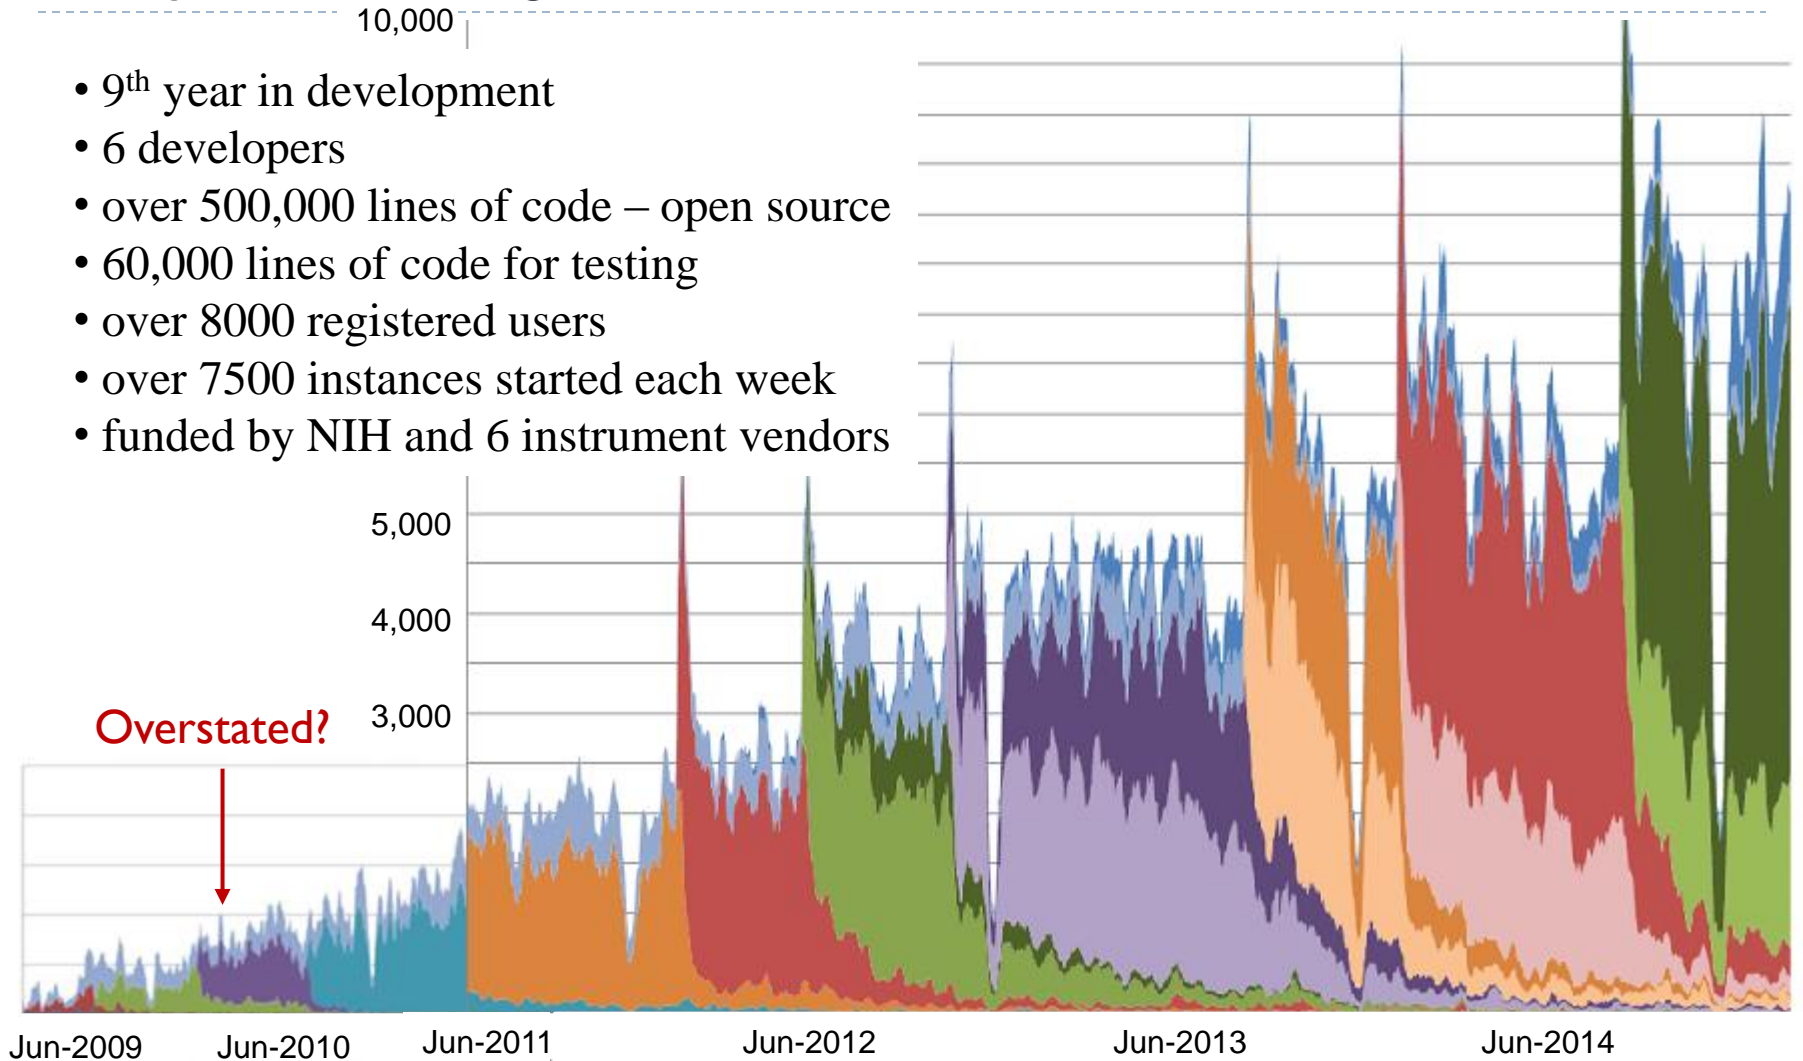 10,000
• 9th year in development
• 6 developers
• over 500,000 lines of code – open source
• 60,000 lines of code for testing
• over 8000 registered users
• over 7500 instances started each week
• funded by NIH and 6 instrument vendors
5,000
4,000
3,000
Overstated?
Jun-2009 Jun-2010 Jun-2011 Jun-2012 Jun-2013 Jun-2014